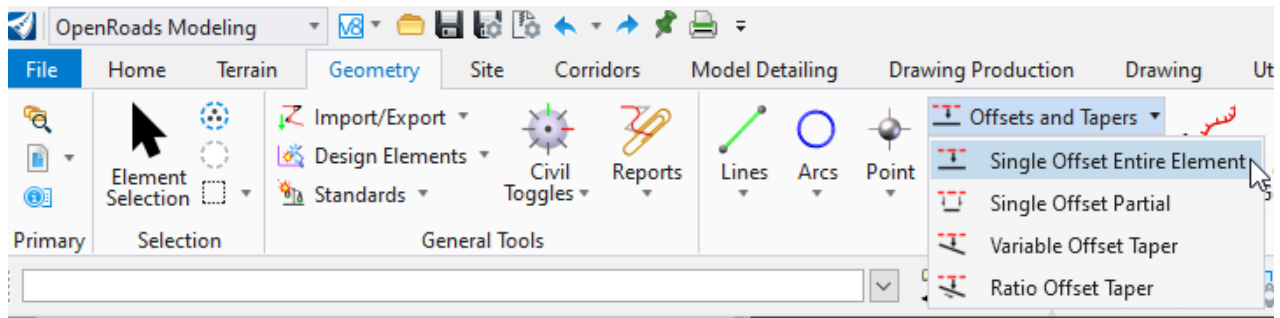 OpenRoads Modeling
File Home Terrain Geometry Site Corridors Model Detailing Drawing Production Drawing Ut
Import/Export
Design Elements
Standards
Element
Selection
Civil
Toggles
Reports
Lines
Arcs
Point
Offsets and Tapers
Single Offset Entire Element
Single Offset Partial
Variable Offset Taper
Ratio Offset Taper
Primary Selection General Tools